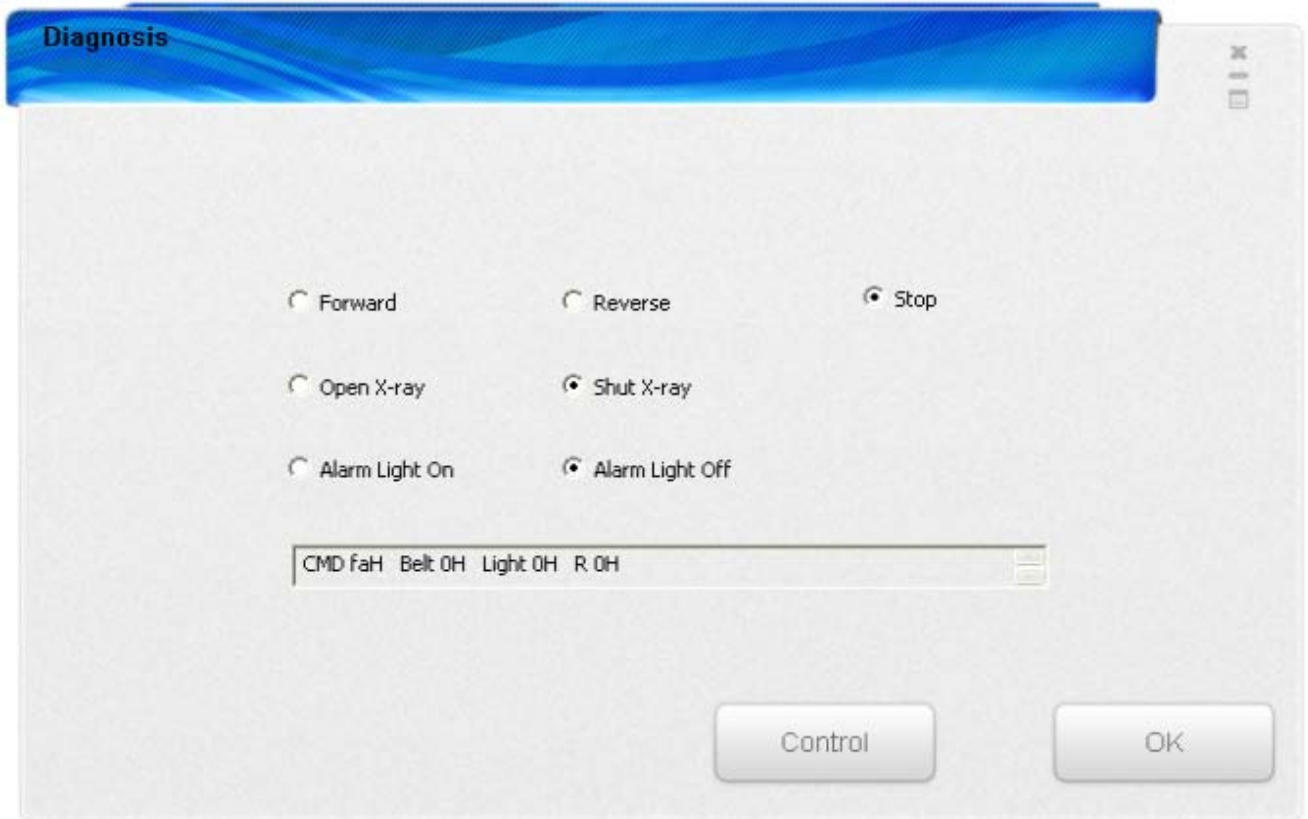 Diagnosis
Forward Reverse Stop
Open X-ray Shut X-ray
Alarm Light On Alarm Light Off
CMD faH Belt 0H Light 0H R 0H
Control OK